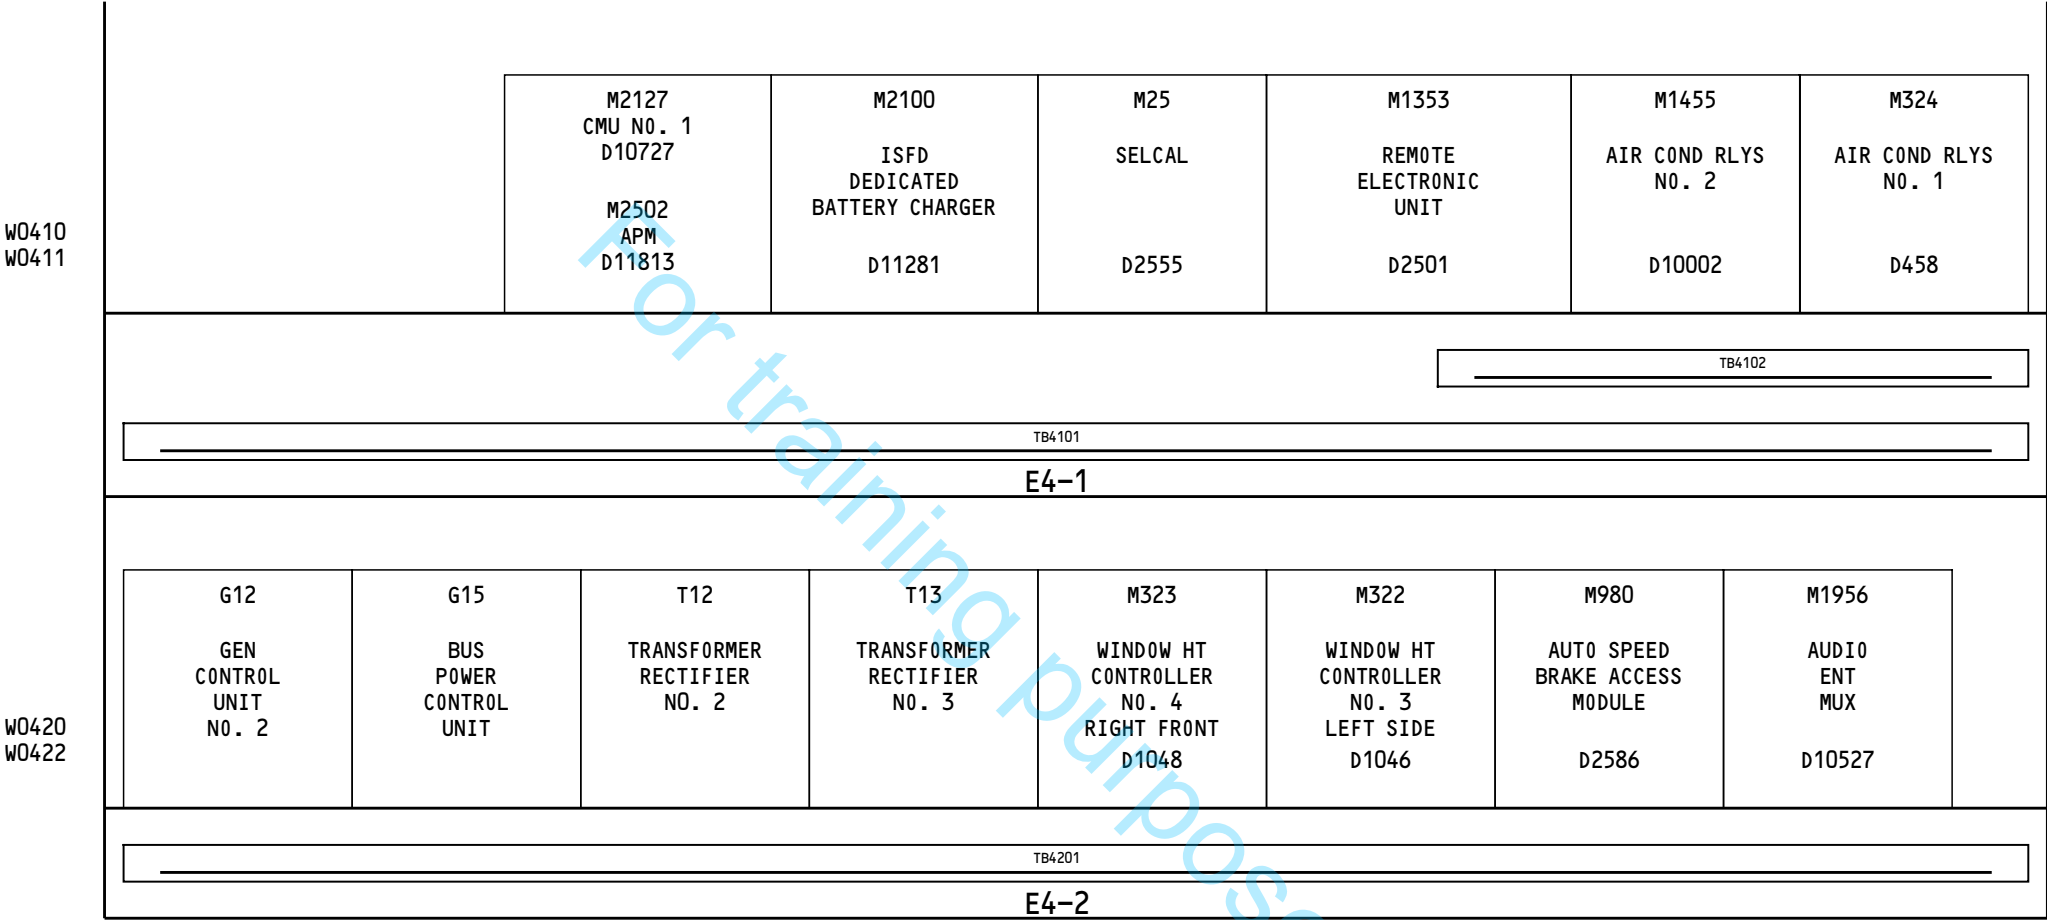 W0410
W0411
M2127
CMU NO. 1
D10727
M2502
APM
D11813
M2100
ISFD
DEDICATED
BATTERY CHARGER
D11281
M25
SELCAL
D2555
M1353
REMOTE
ELECTRONIC
UNIT
D2501
M1455
AIR COND RLYS
NO. 2
D10002
M324
AIR COND RLYS
NO. 1
D458
TB4102
TB4101
E4-1
W0420
W0422
G12
GEN
CONTROL
UNIT
NO. 2
G15
BUS
POWER
CONTROL
UNIT
T12
TRANSFORMER
RECTIFIER
NO. 2
T13
TRANSFORMER
RECTIFIER
NO. 3
M323
WINDOW HT
CONTROLLER
NO. 4
RIGHT FRONT
D1048
M322
WINDOW HT
CONTROLLER
NO. 3
LEFT SIDE
D1046
M980
AUTO SPEED
BRAKE ACCESS
MODULE
D2586
M1956
AUDIO
ENT
MUX
D10527
TB4201
E4-2
For training purpose